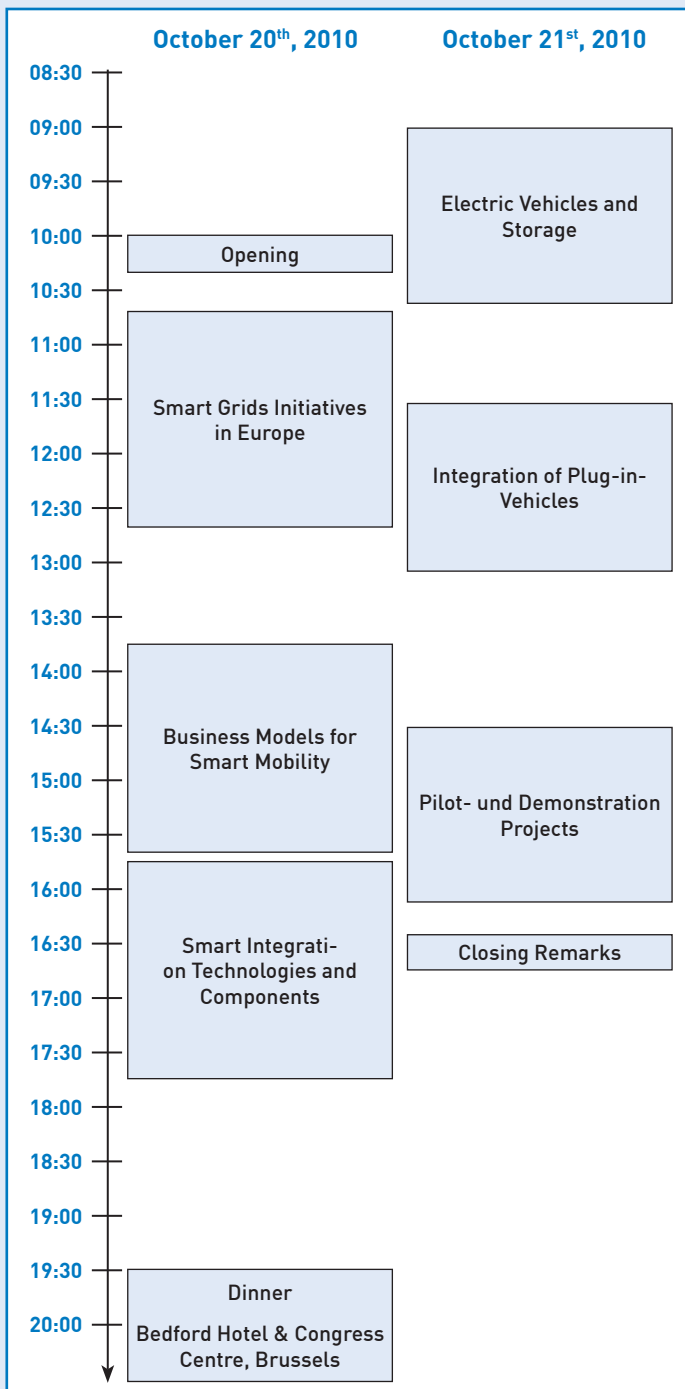 October 20th, 2010
October 21st, 2010
08:30
09:00
09:30
10:00
10:30
11:00
11:30
12:00
12:30
13:00
13:30
14:00
14:30
15:00
15:30
16:00
16:30
17:00
17:30
18:00
18:30
19:00
19:30
20:00
Opening
Smart Grids Initiatives
in Europe
Business Models for
Smart Mobility
Smart Integrati-
on Technologies and
Components
Dinner
Bedford Hotel & Congress
Centre, Brussels
Electric Vehicles and
Storage
Integration of Plug-in-
Vehicles
Pilot- und Demonstration
Projects
Closing Remarks